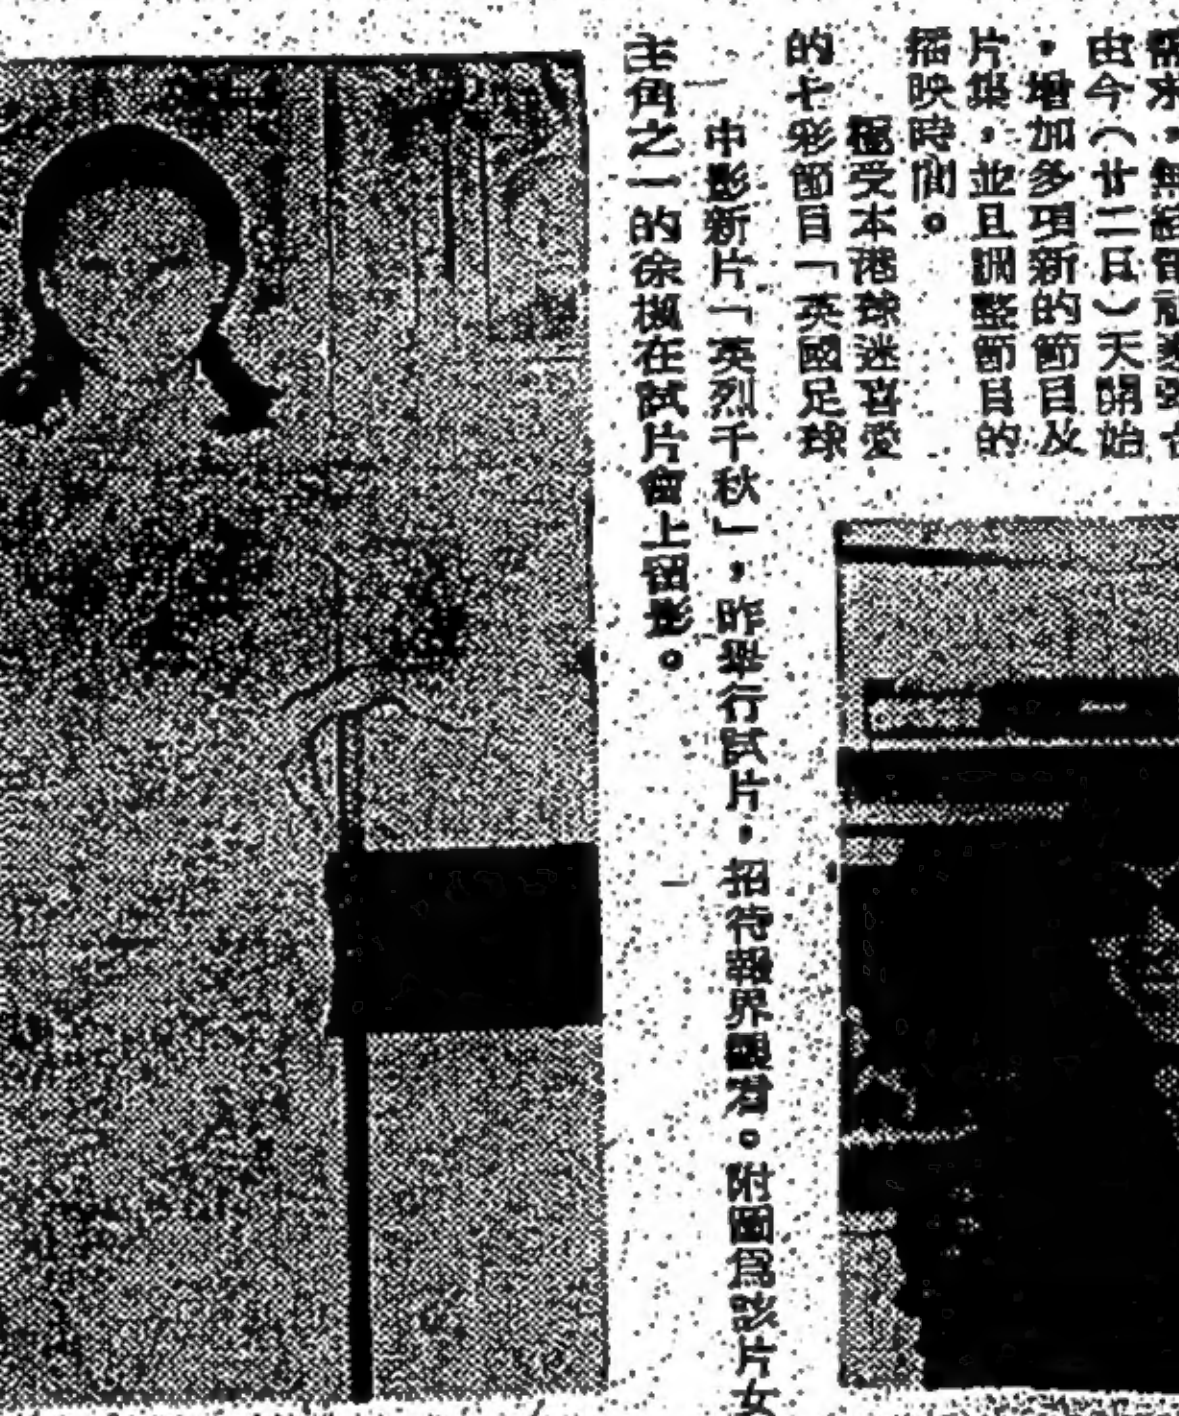 由今（廿二日）天開始
，增加多項新的節目及
片集，並且調整節目的
播映時間。
極受本港球迷喜愛
的七彩節目「英國足球
中影新片「英烈千秋」，昨舉行試片，招待報界觀看。附圖爲該片女
主角之一的徐楓在試片會上留影。